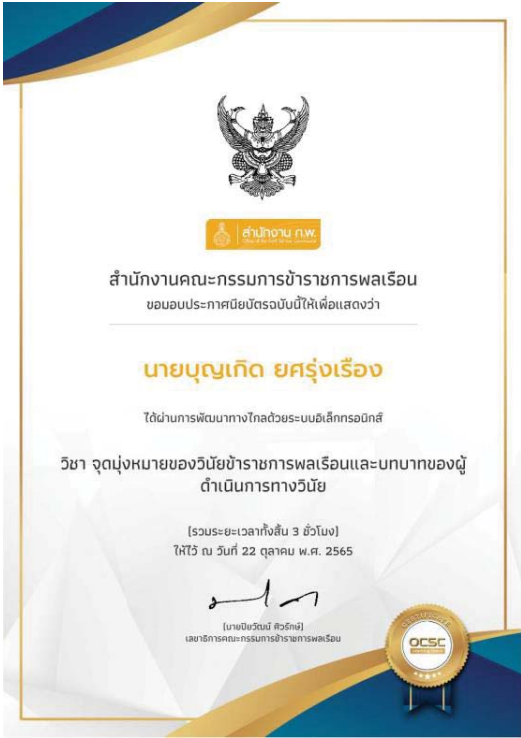 สำนักงาน ก.พ.
สำนักงานคณะกรรมการข้าราชการพลเรือน
ขอมอบประกาศนียบัตรฉบับนี้ให้เพื่อแสดงว่า
นายบุญเกิด ยศรุ่งเรือง
ได้ผ่านการพัฒนาทางไกลด้วยระบบอิเล็กทรอนิกส์
วิชา จุดมุ่งหมายของวินัยข้าราชการพลเรือนและบทบาทของผู้
ดำเนินการทางวินัย
(รวมระยะเวลาทั้งสิ้น 3 ชั่วโมง)
ให้ไว้ ณ วันที่ 22 ตุลาคม พ.ศ. 2565
(นายปิยวัฒน์ ศิวรักษ์)
เลขาธิการคณะกรรมการข้าราชการพลเรือน
CERTIFICATE
OCSC
Learning Space